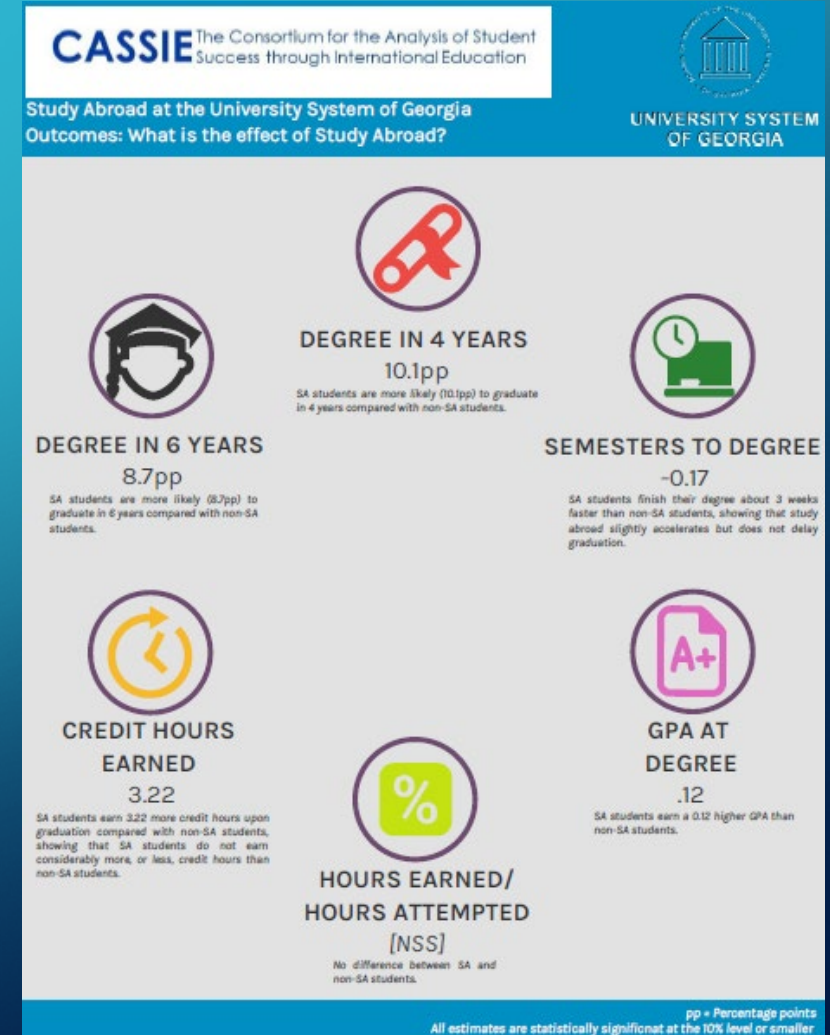 CASSIE The Consortium for the Analysis of Student
Success through International Education
Study Abroad at the University System of Georgia
Outcomes: What is the effect of Study Abroad?
UNIVERSITY SYSTEM
OF GEORGIA
DEGREE IN 4 YEARS
10.1pp
SA students are more likely (10.1pp) to graduate
in 4 years compared with non-SA students.
DEGREE IN 6 YEARS
8.7pp
SA students are more likely (8.7pp) to
graduate in 6 years compared with non-SA
students.
SEMESTERS TO DEGREE
-0.17
SA students finish their degree about 3 weeks
faster than non-SA students, showing that study
abroad slightly accelerates but does not delay
graduation.
CREDIT HOURS
EARNED
3.22
SA students earn 3.22 more credit hours upon
graduation compared with non-SA students,
showing that SA students do not earn
considerably more, or less, credit hours than
non-SA students.
%
HOURS EARNED/
HOURS ATTEMPTED
[NSS]
No difference between SA and
non-SA students.
A+
GPA AT
DEGREE
.12
SA students earn a 0.12 higher GPA than
non-SA students.
pp = Percentage points
All estimates are statistically significnat at the 10% level or smaller